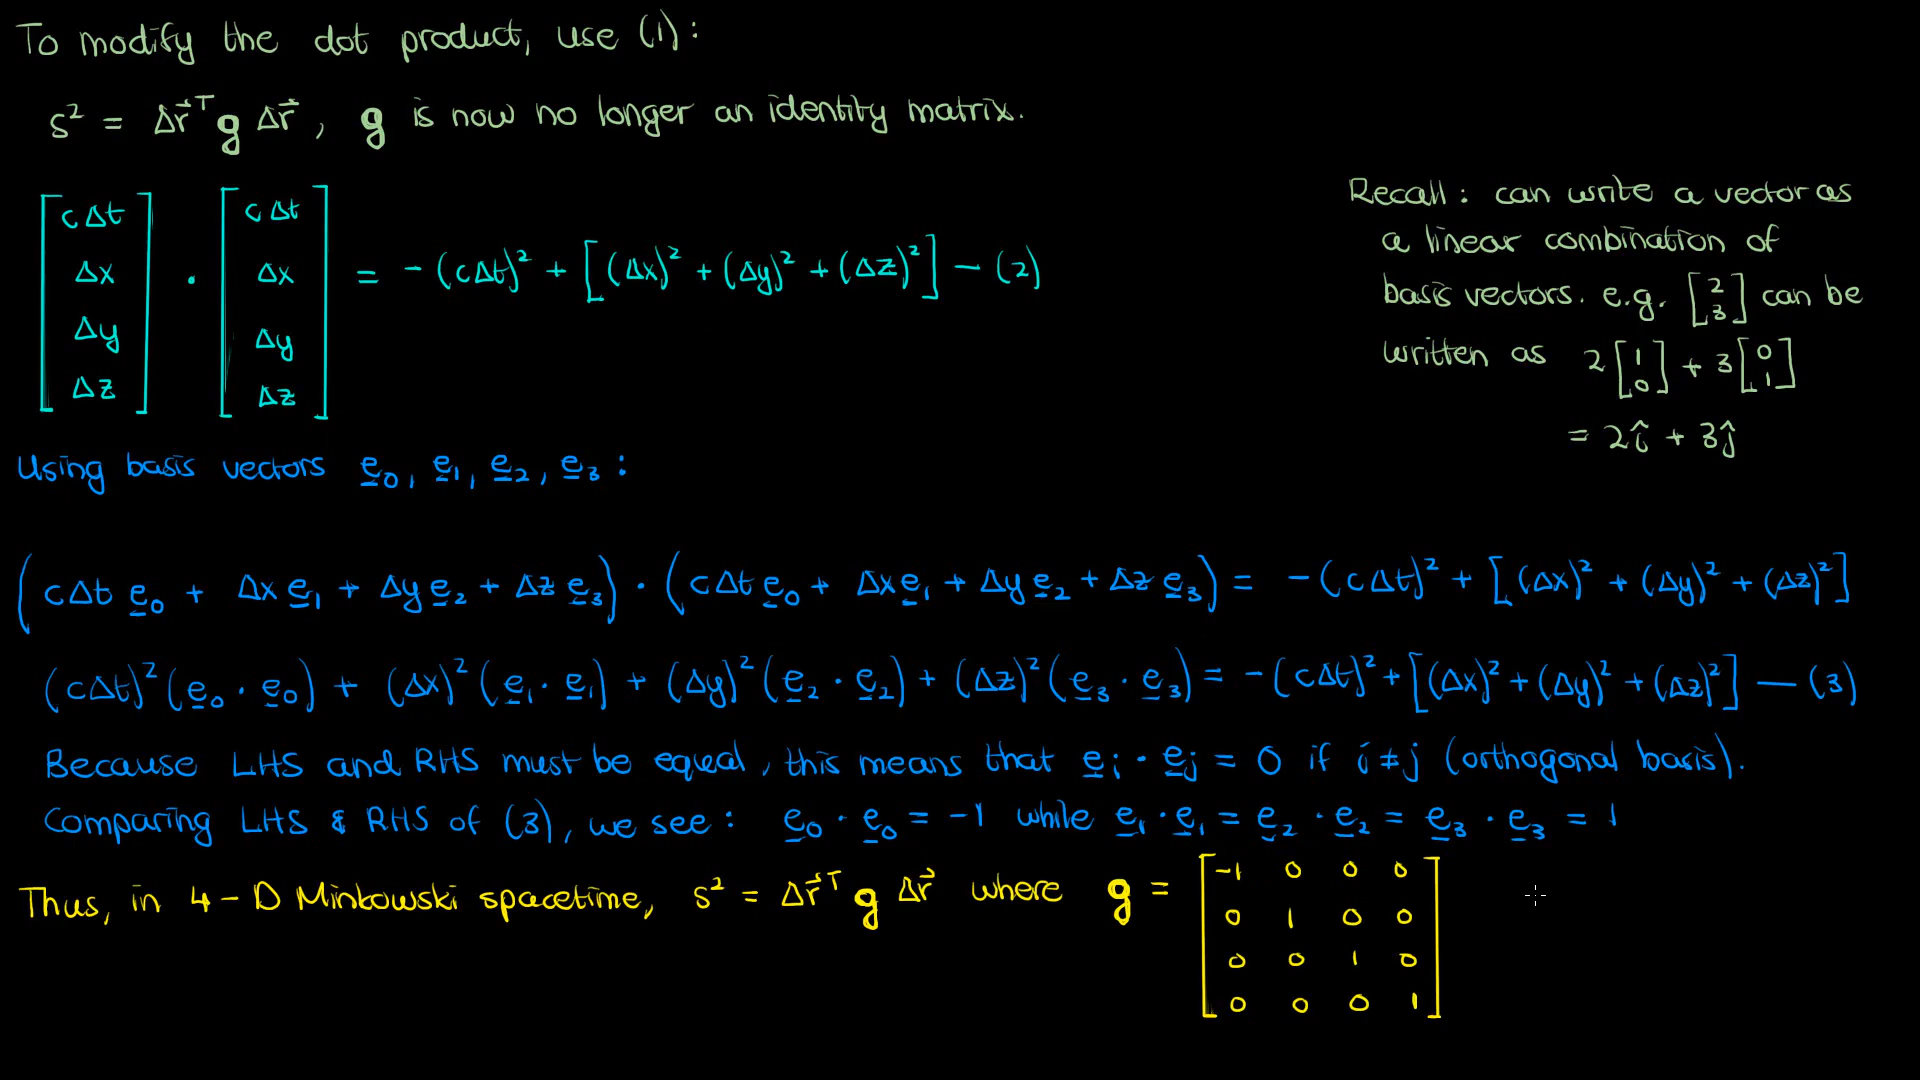 To modify the dot product, use (1):
s² = Δr⃗ᵀ g Δr⃗, g is now no longer an identity matrix.
[cΔt Δx Δy Δz] · [cΔt Δx Δy Δz] = -(cΔt)² + [(Δx)² + (Δy)² + (Δz)²] — (2)
Recall: can write a vector as
a linear combination of
basis vectors. e.g. [2 3] can be
written as 2[1 0] + 3[0 1]
= 2î + 3ĵ
Using basis vectors e₀, e₁, e₂, e₃:
(cΔt e₀ + Δx e₁ + Δy e₂ + Δz e₃) · (cΔt e₀ + Δx e₁ + Δy e₂ + Δz e₃) = -(cΔt)² + [(Δx)² + (Δy)² + (Δz)²]
(cΔt)²(e₀ · e₀) + (Δx)²(e₁ · e₁) + (Δy)²(e₂ · e₂) + (Δz)²(e₃ · e₃) = -(cΔt)² + [(Δx)² + (Δy)² + (Δz)²] — (3)
Because LHS and RHS must be equal, this means that eᵢ · eⱼ = 0 if i ≠ j (orthogonal basis).
Comparing LHS & RHS of (3), we see: e₀ · e₀ = -1 while e₁ · e₁ = e₂ · e₂ = e₃ · e₃ = 1
Thus, in 4-D Minkowski spacetime, s² = Δr⃗ᵀ g Δr⃗ where g =
-1 0 0 0
0 1 0 0
0 0 1 0
0 0 0 1